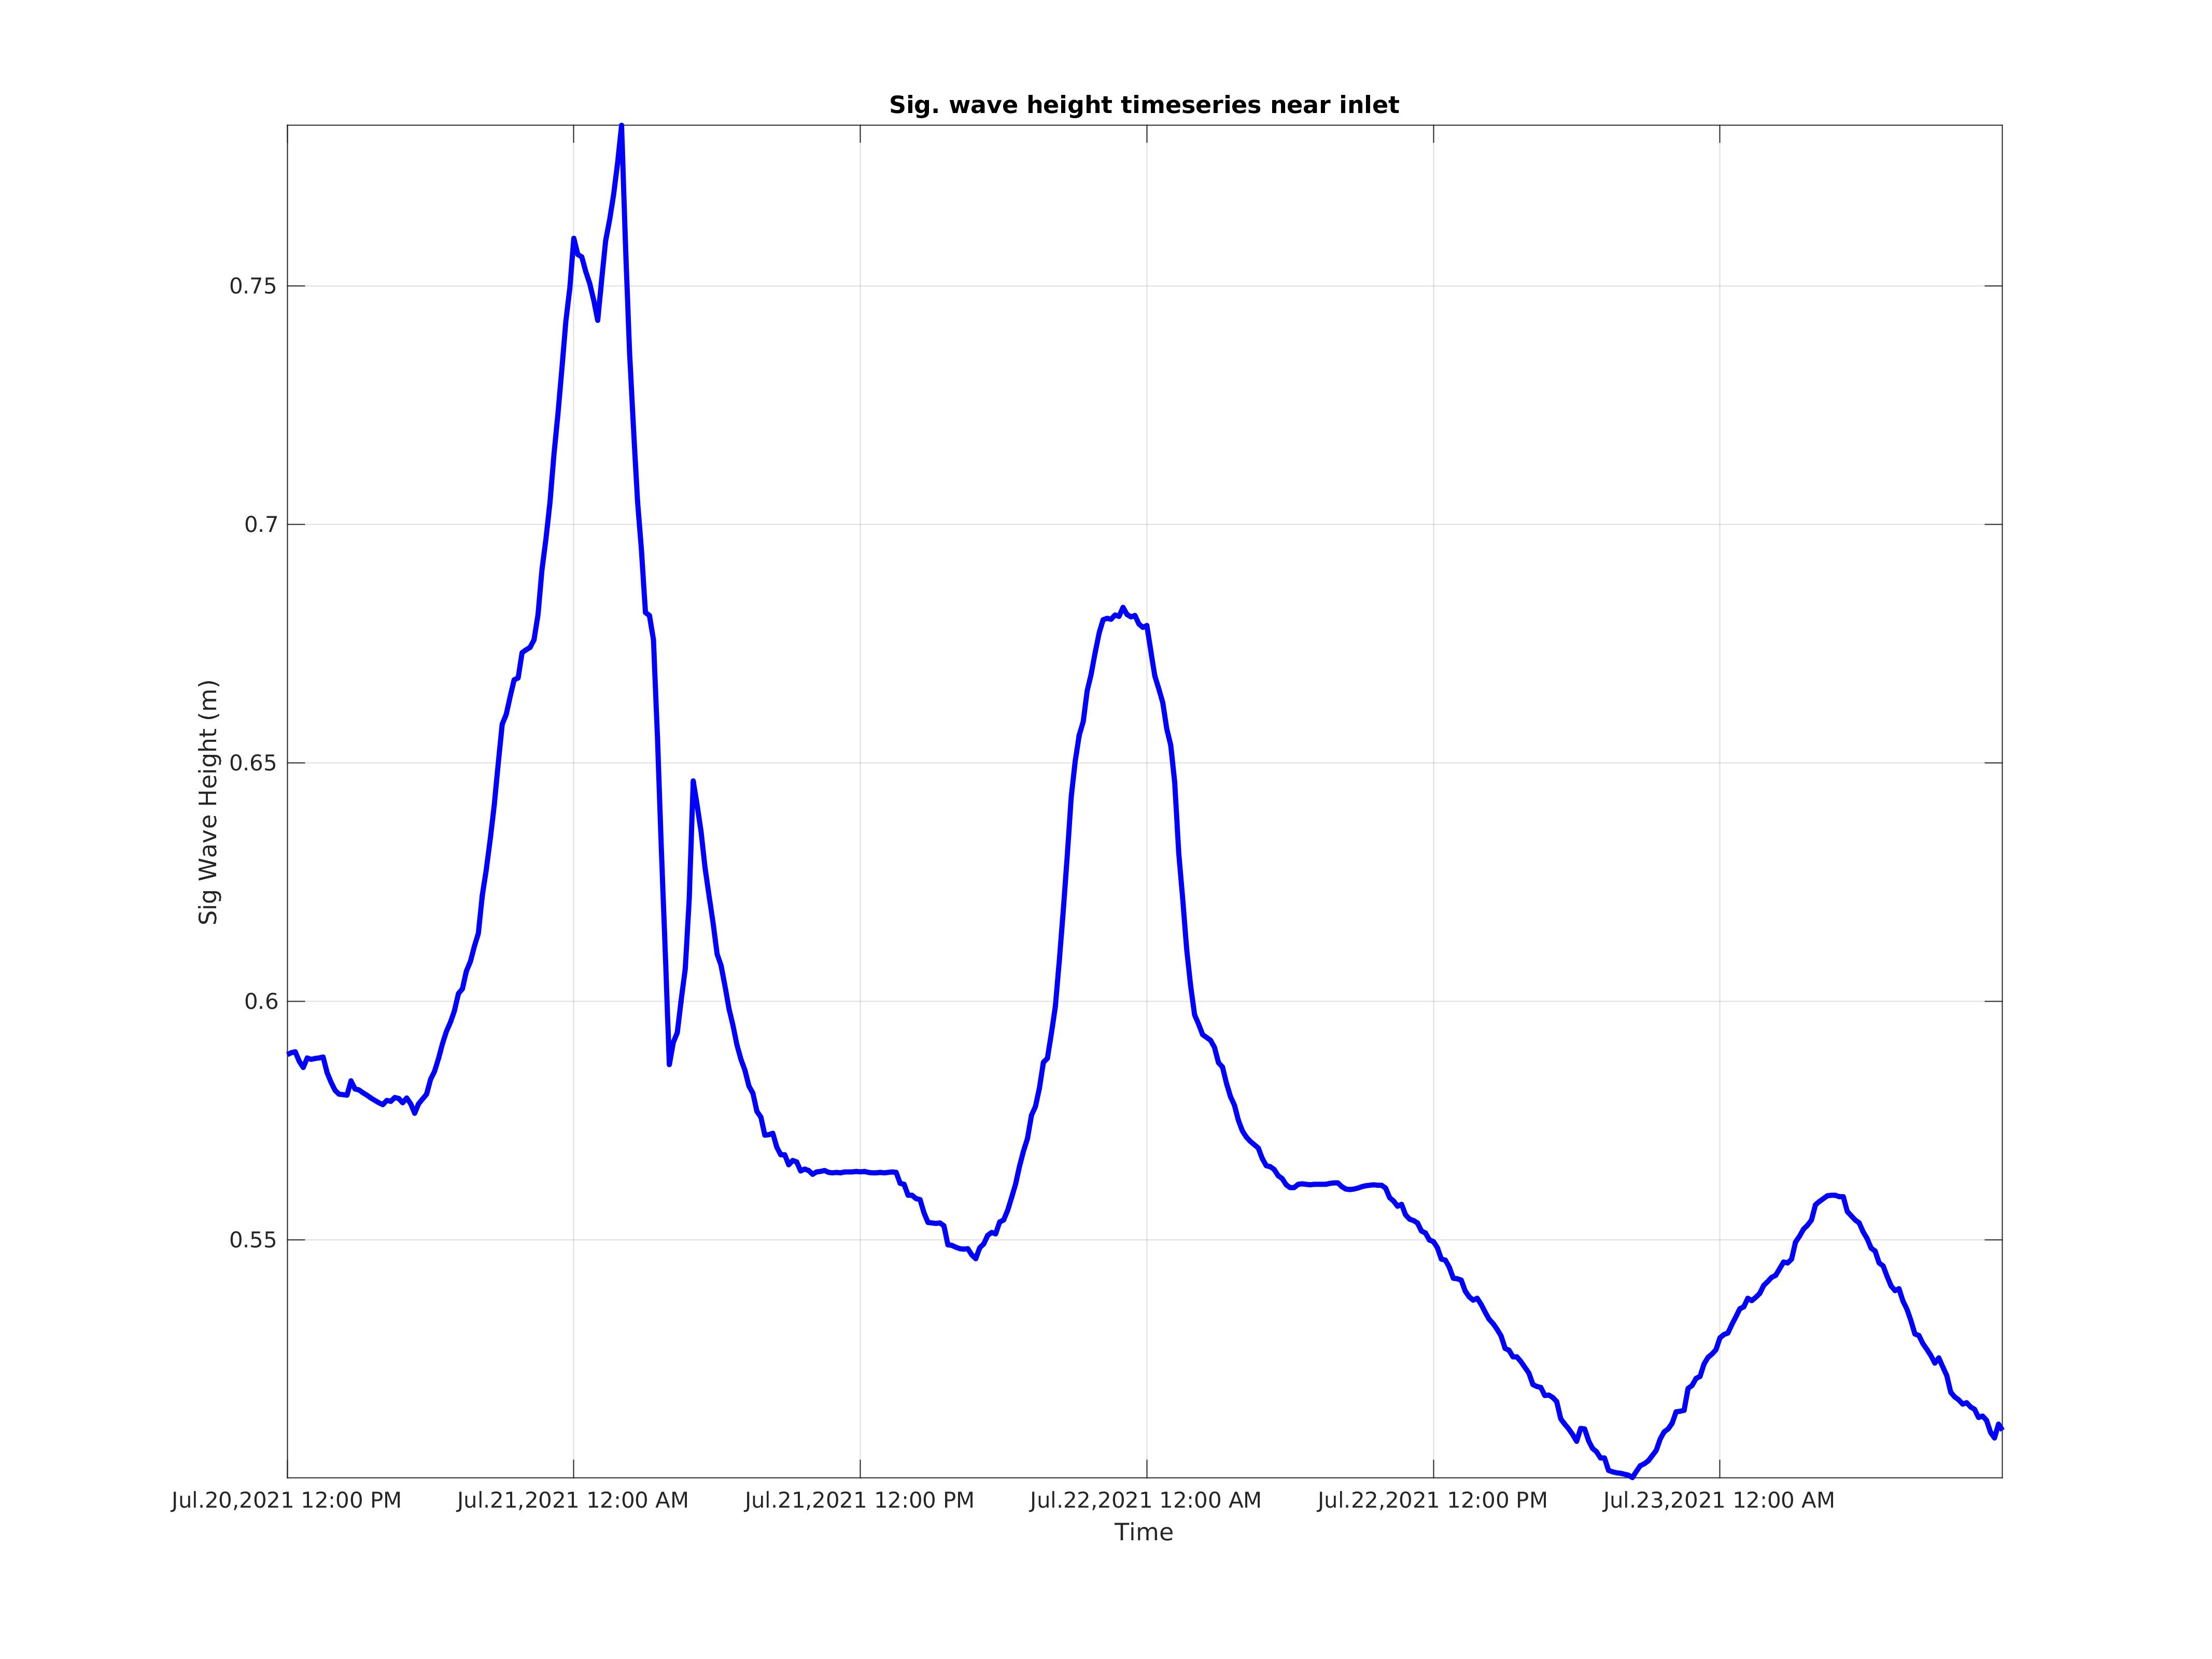 Sig. wave height timeseries near inlet
0.75
0.7
0.65
0.6
0.55
Sig Wave Height (m)
Jul.20,2021 12:00 PM
Jul.21,2021 12:00 AM
Jul.21,2021 12:00 PM
Jul.22,2021 12:00 AM
Jul.22,2021 12:00 PM
Jul.23,2021 12:00 AM
Time